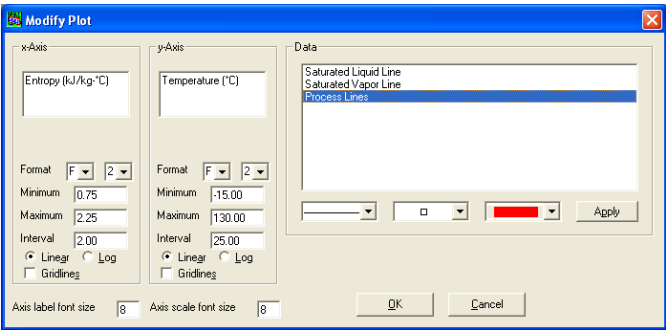 Modify Plot
x-Axis
y-Axis
Data
Entropy (kJ/kg-°C)
Temperature (°C)
Saturated Liquid Line
Saturated Vapor Line
Process Lines
Format F 2
Format F 2
Minimum 0.75
Minimum -15.00
Maximum 2.25
Maximum 130.00
Apply
Interval 2.00
Interval 25.00
Linear Log
Linear Log
Gridlines
Gridlines
Axis label font size 8
Axis scale font size 8
OK
Cancel